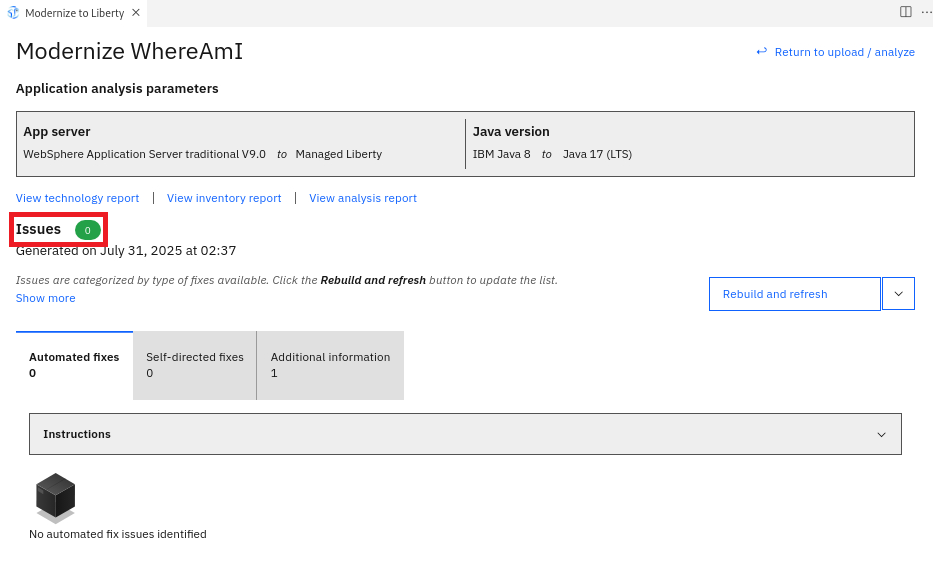 Modernize to Liberty
Modernize WhereAmI
Return to upload / analyze
Application analysis parameters
App server
Java version
WebSphere Application Server traditional V9.0 to Managed Liberty
IBM Java 8 to Java 17 (LTS)
View technology report | View inventory report | View analysis report
Issues 0
Generated on July 31, 2025 at 02:37
Issues are categorized by type of fixes available. Click the Rebuild and refresh button to update the list.
Show more
Rebuild and refresh
Automated fixes
0
Self-directed fixes
0
Additional information
1
Instructions
No automated fix issues identified